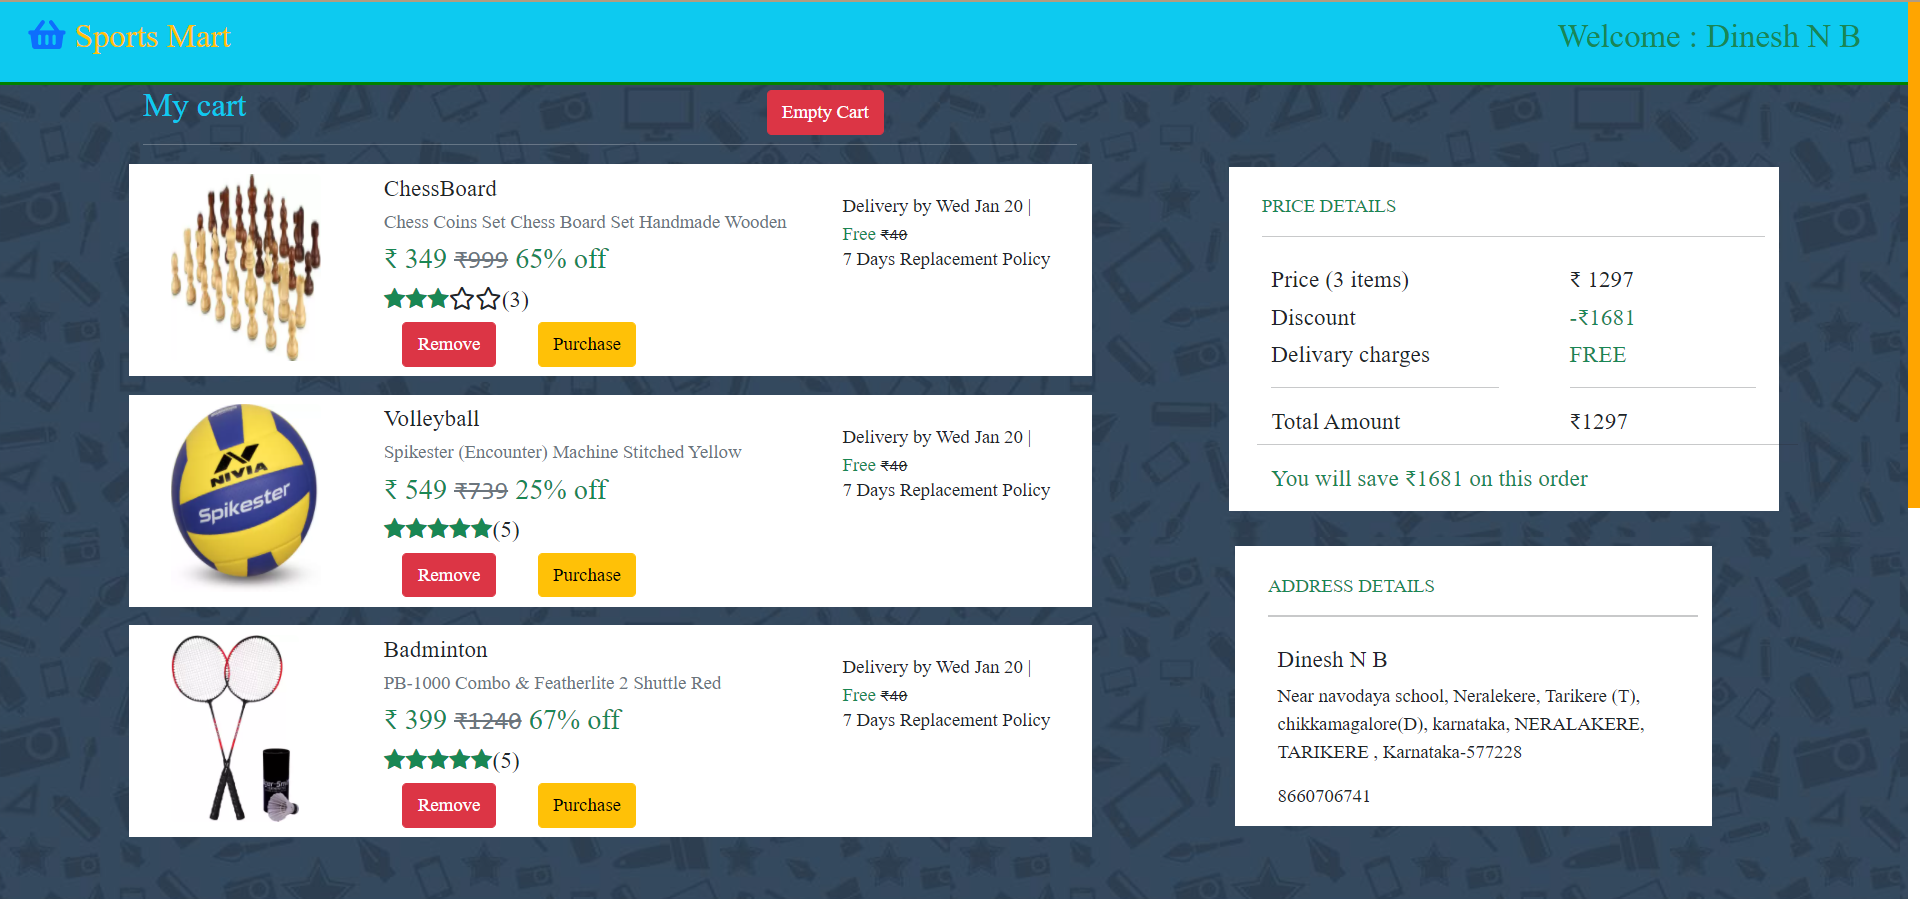 Sports Mart
Welcome : Dinesh N B
My cart
Empty Cart
ChessBoard
Chess Coins Set Chess Board Set Handmade Wooden
₹ 349 ₹999 65% off
(3)
Remove
Purchase
Delivery by Wed Jan 20 |
Free ₹40
7 Days Replacement Policy
NIVIA
Spikester
Volleyball
Spikester (Encounter) Machine Stitched Yellow
₹ 549 ₹739 25% off
(5)
Remove
Purchase
Delivery by Wed Jan 20 |
Free ₹40
7 Days Replacement Policy
Badminton
PB-1000 Combo & Featherlite 2 Shuttle Red
₹ 399 ₹1240 67% off
(5)
Remove
Purchase
Delivery by Wed Jan 20 |
Free ₹40
7 Days Replacement Policy
PRICE DETAILS
Price (3 items) ₹ 1297
Discount -₹1681
Delivary charges FREE
Total Amount ₹1297
You will save ₹1681 on this order
ADDRESS DETAILS
Dinesh N B
Near navodaya school, Neralekere, Tarikere (T),
chikkamagalore(D), karnataka, NERALAKERE,
TARIKERE , Karnataka-577228
8660706741